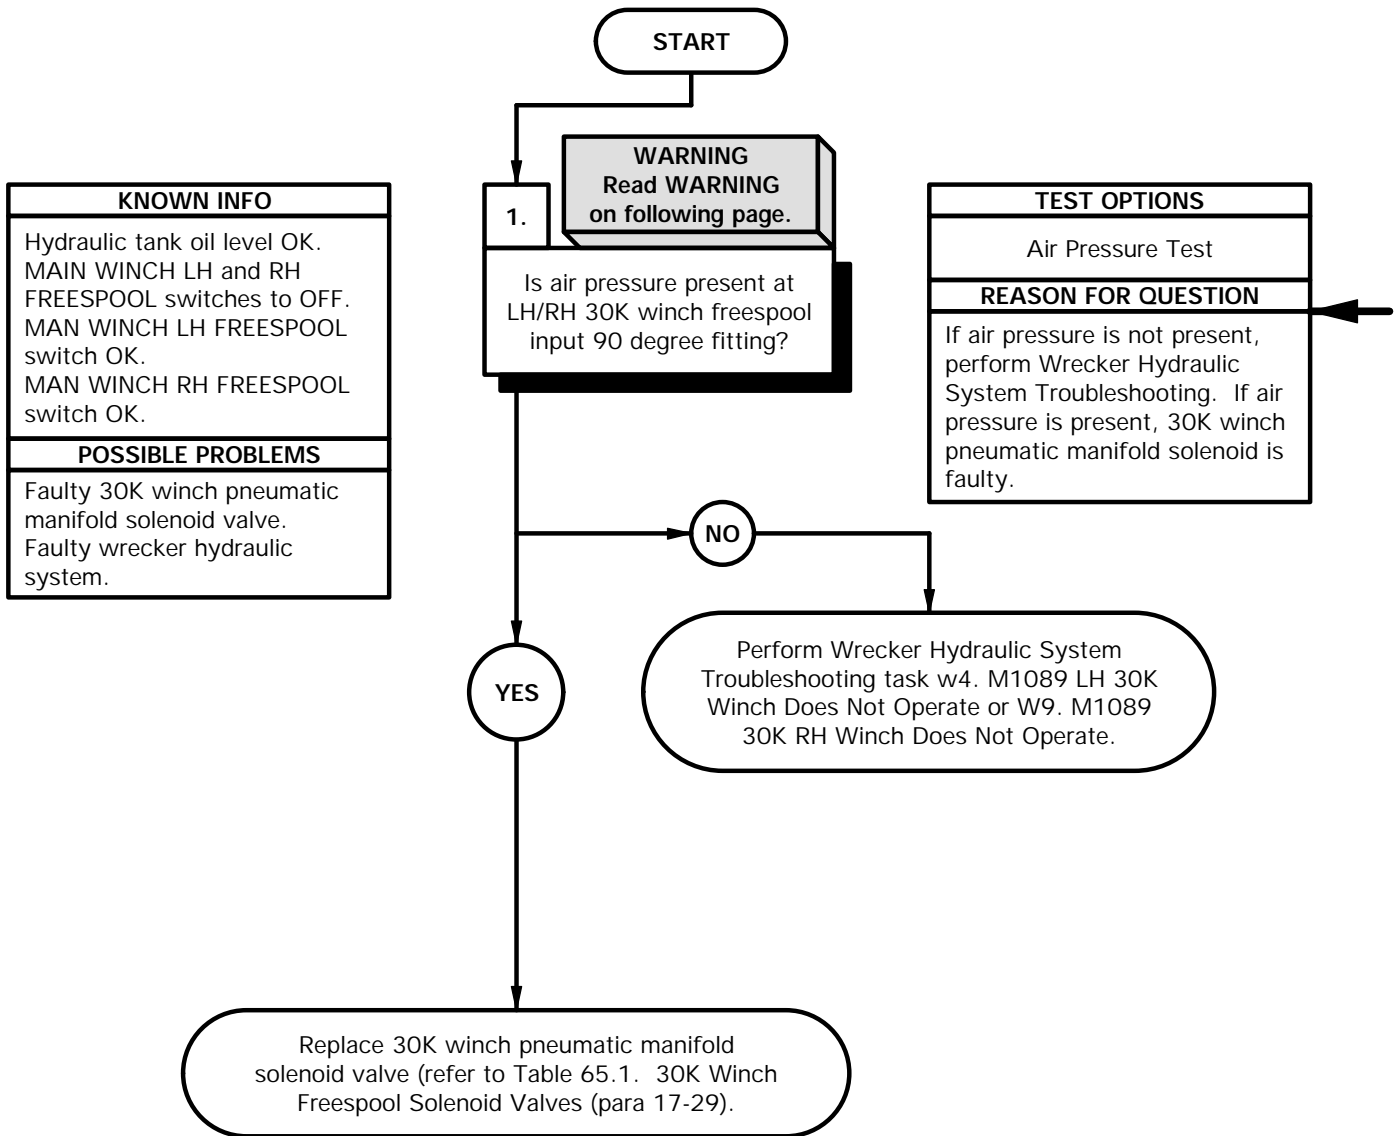 START
KNOWN INFO
Hydraulic tank oil level OK.
MAIN WINCH LH and RH
FREESPOOL switches to OFF.
MAN WINCH LH FREESPOOL
switch OK.
MAN WINCH RH FREESPOOL
switch OK.
POSSIBLE PROBLEMS
Faulty 30K winch pneumatic
manifold solenoid valve.
Faulty wrecker hydraulic
system.
WARNING
Read WARNING
on following page.
1.
Is air pressure present at
LH/RH 30K winch freespool
input 90 degree fitting?
TEST OPTIONS
Air Pressure Test
REASON FOR QUESTION
If air pressure is not present,
perform Wrecker Hydraulic
System Troubleshooting.  If air
pressure is present, 30K winch
pneumatic manifold solenoid is
faulty.
NO
Perform Wrecker Hydraulic System
Troubleshooting task w4. M1089 LH 30K
Winch Does Not Operate or W9. M1089
30K RH Winch Does Not Operate.
YES
Replace 30K winch pneumatic manifold
solenoid valve (refer to Table 65.1.  30K Winch
Freespool Solenoid Valves (para 17-29).